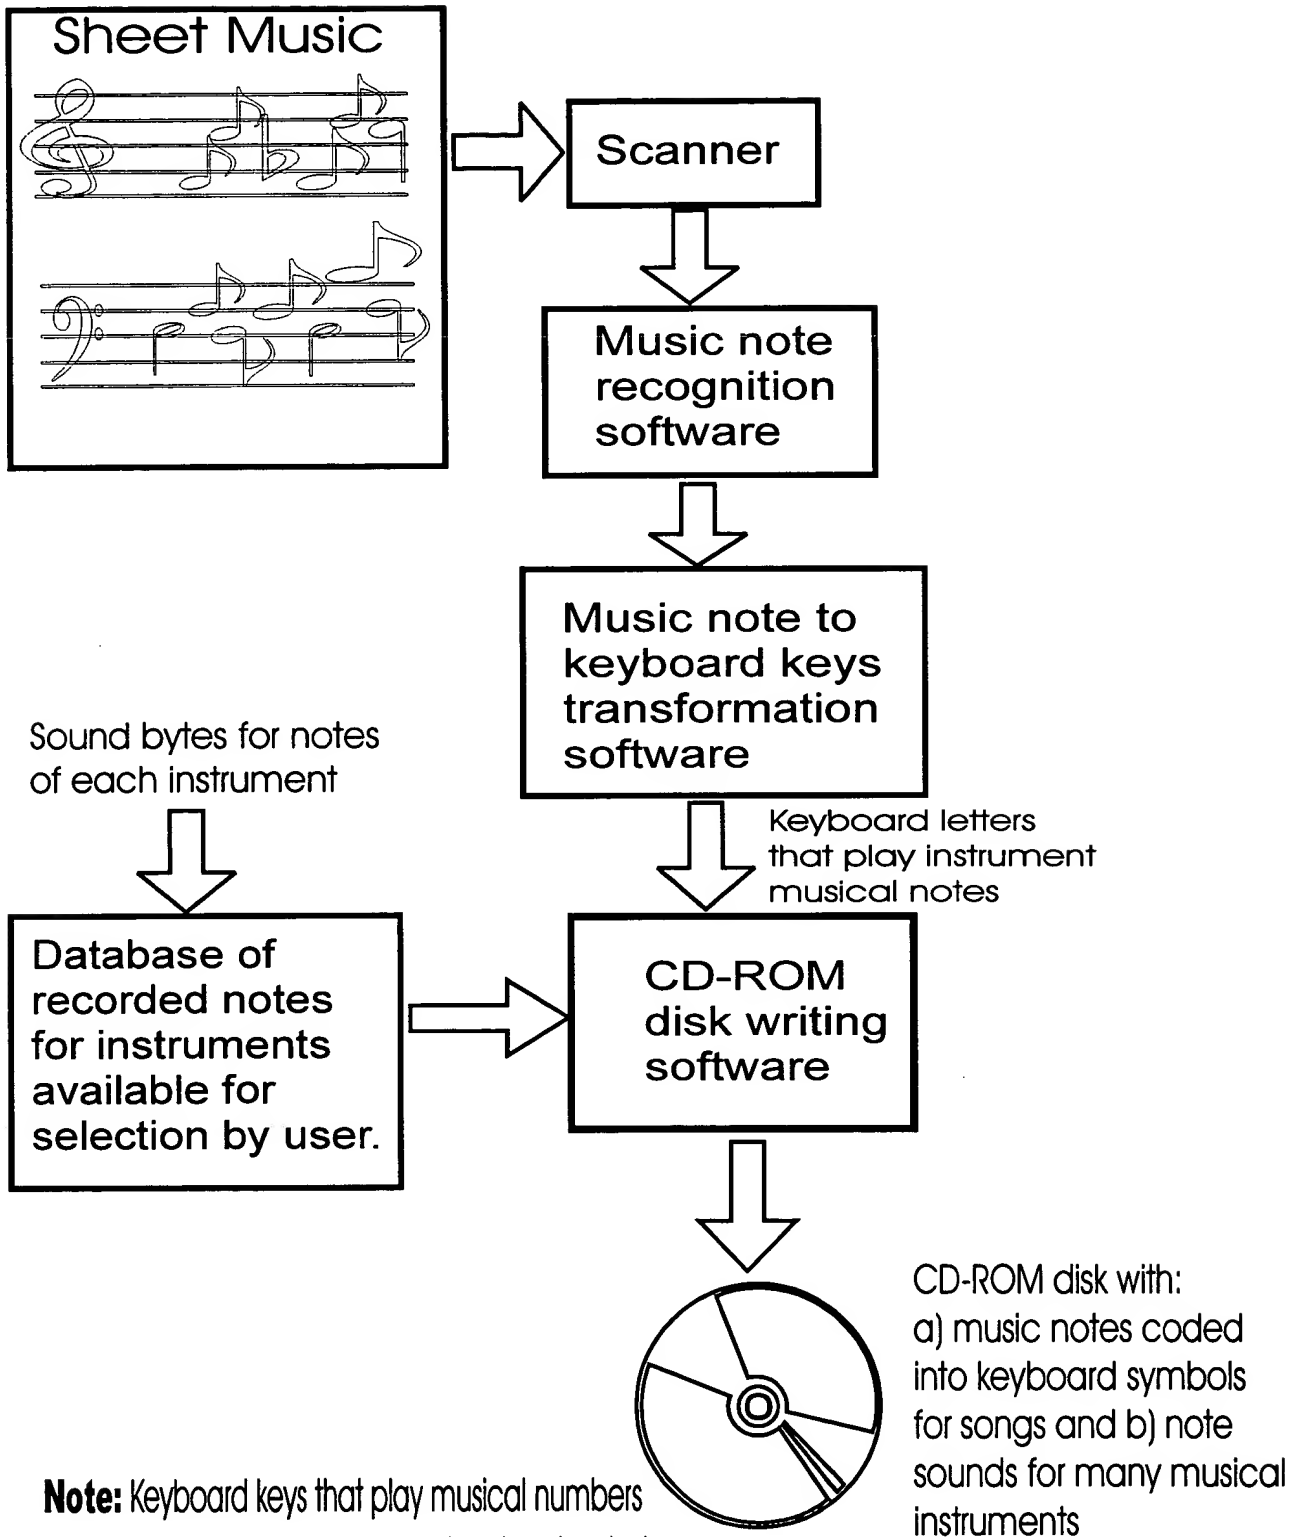 Sheet Music
Scanner
Music note
recognition
software
Music note to
keyboard keys
transformation
software
Sound bytes for notes
of each instrument
Keyboard letters
that play instrument
musical notes
Database of
recorded notes
for instruments
available for
selection by user.
CD-ROM
disk writing
software
CD-ROM disk with:
a) music notes coded
into keyboard symbols
for songs and b) note
sounds for many musical
instruments
Note: Keyboard keys that play musical numbers